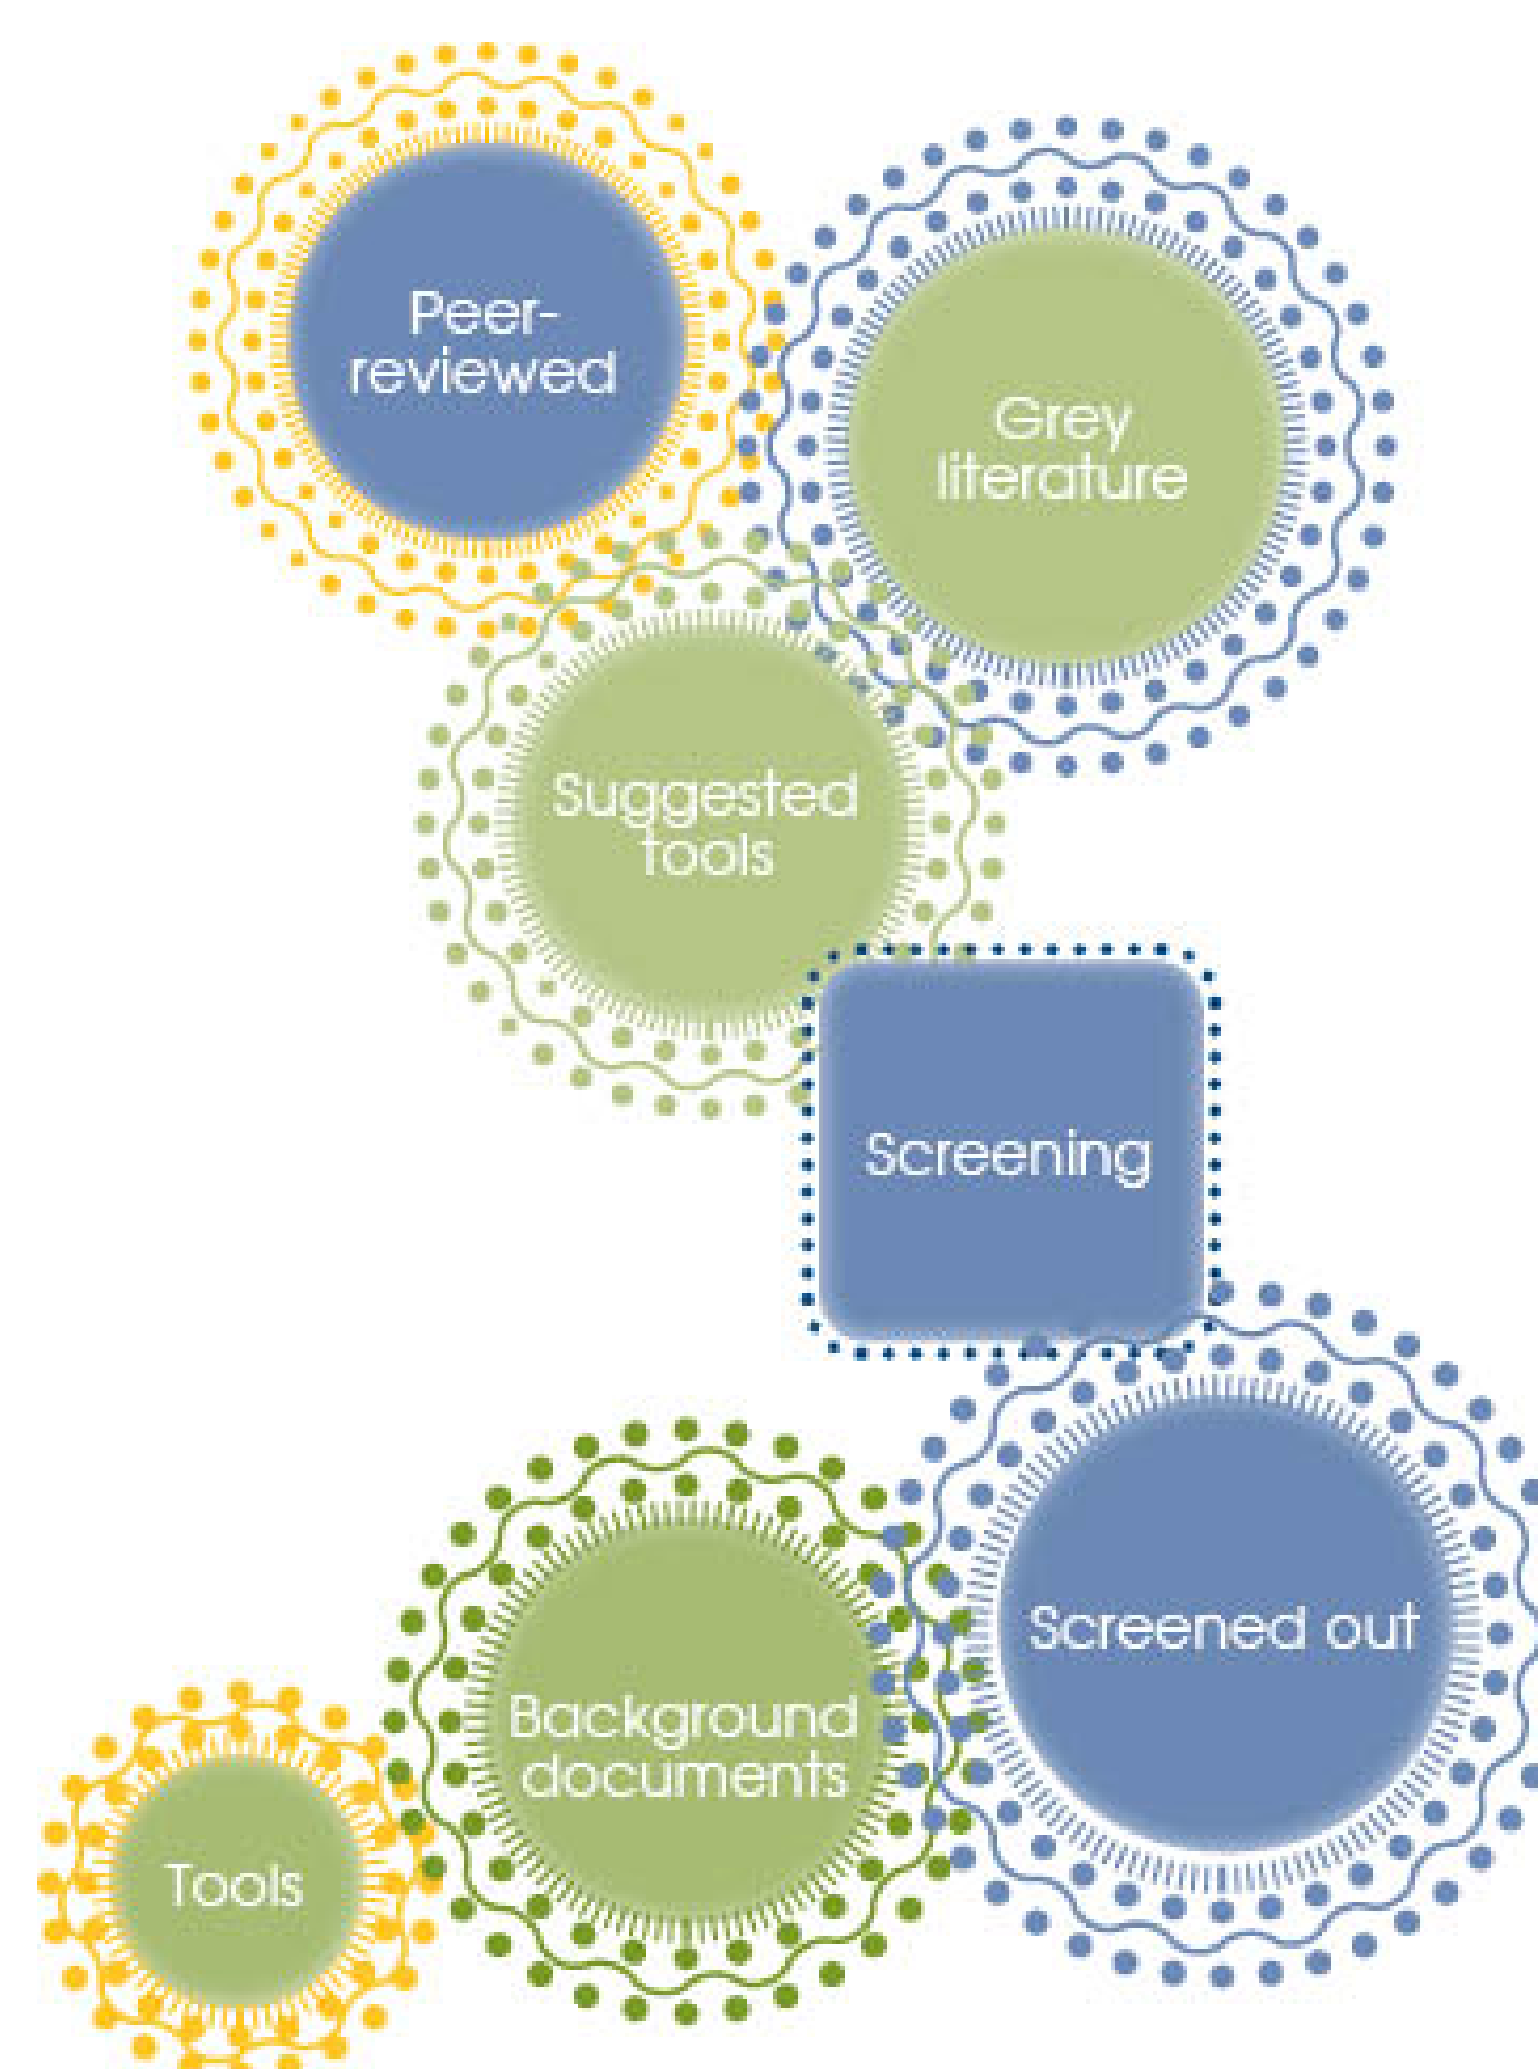 Peer-
reviewed
Grey
literature
Suggested
tools
Screening
Screened out
Background
documents
Tools